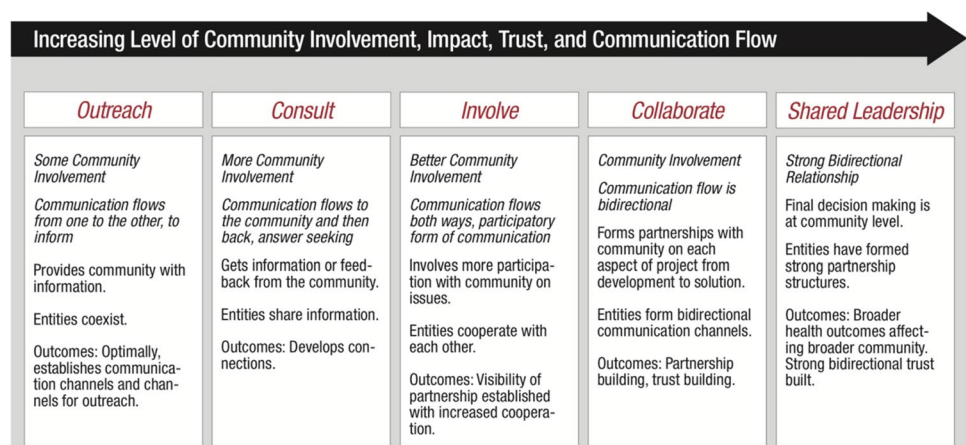 Increasing Level of Community Involvement, Impact, Trust, and Communication Flow
Outreach
Some Community
Involvement
Communication flows
from one to the other, to
inform
Provides community with
information.
Entities coexist.
Outcomes: Optimally,
establishes communica-
tion channels and chan-
nels for outreach.
Consult
More Community
Involvement
Communication flows to
the community and then
back, answer seeking
Gets information or feed-
back from the community.
Entities share information.
Outcomes: Develops con-
nections.
Involve
Better Community
Involvement
Communication flows
both ways, participatory
form of communication
Involves more participa-
tion with community on
issues.
Entities cooperate with
each other.
Outcomes: Visibility of
partnership established
with increased coopera-
tion.
Collaborate
Community Involvement
Communication flow is
bidirectional
Forms partnerships with
community on each
aspect of project from
development to solution.
Entities form bidirectional
communication channels.
Outcomes: Partnership
building, trust building.
Shared Leadership
Strong Bidirectional
Relationship
Final decision making is
at community level.
Entities have formed
strong partnership
structures.
Outcomes: Broader
health outcomes affect-
ing broader community.
Strong bidirectional trust
built.